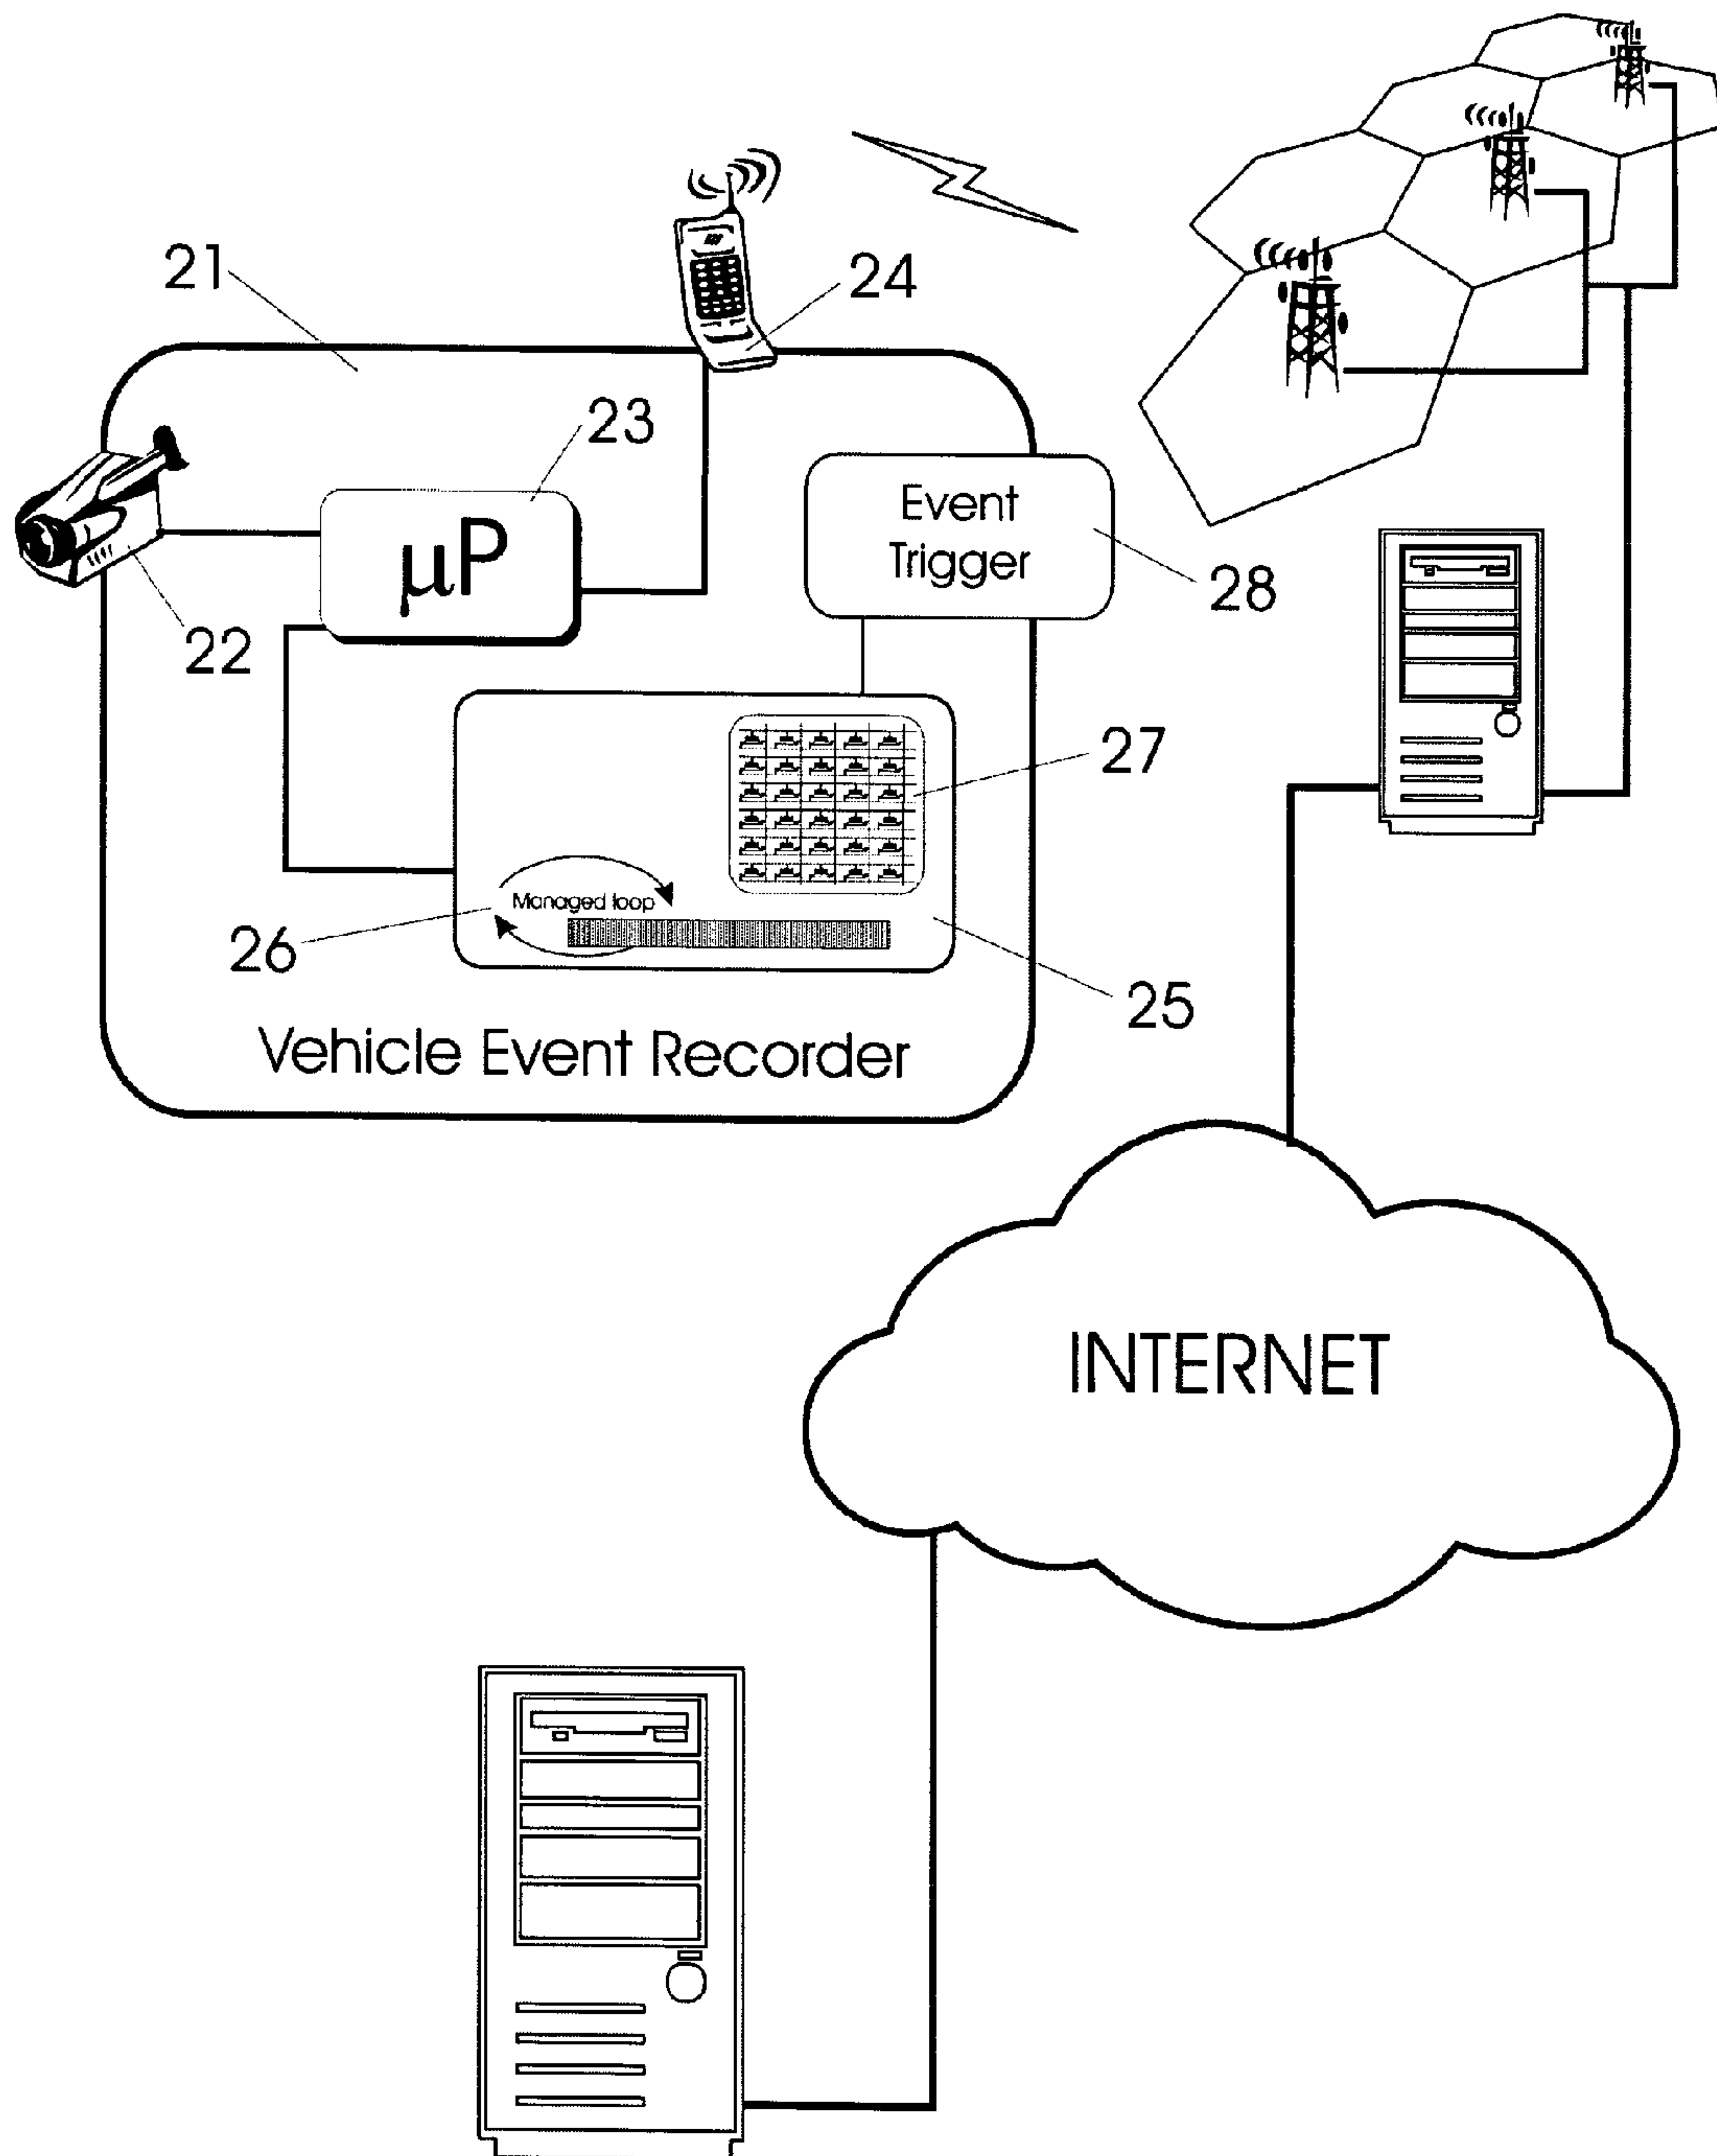 21
24
23
µP
Event
Trigger
28
22
27
Managed loop
26
25
Vehicle Event Recorder
INTERNET